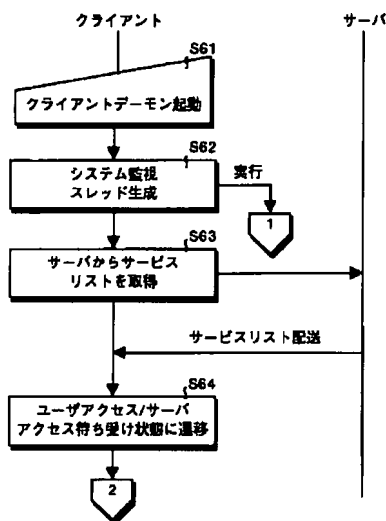 クライアント
サーバ
S61
クライアントデーモン起動
S62
システム監視
スレッド生成
実行
1
S63
サーバからサービス
リストを取得
サービスリスト配送
S64
ユーザアクセス/サーバ
アクセス待ち受け状態に遷移
2